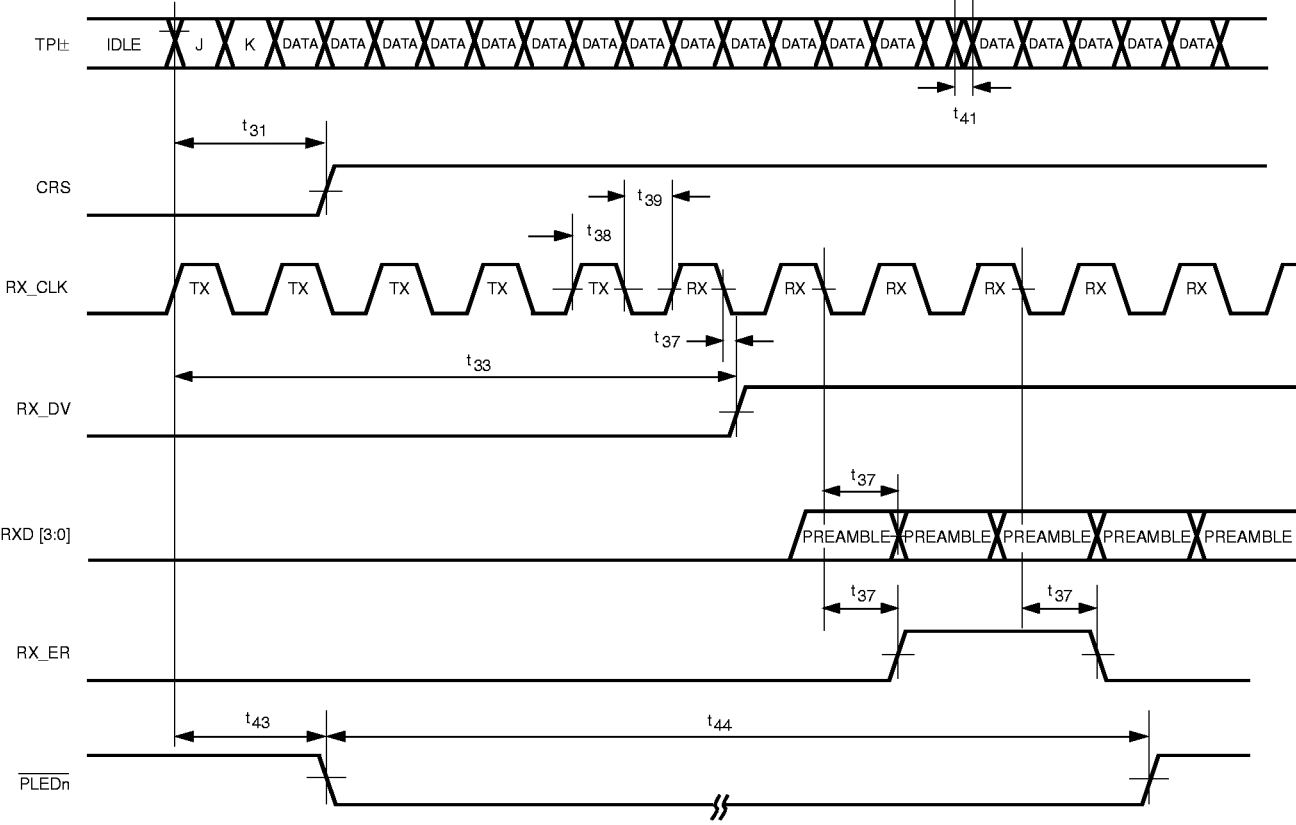 TPI± IDLE J K DATA DATA DATA DATA DATA DATA DATA DATA DATA DATA DATA DATA DATA DATA DATA DATA DATA DATA
t41
t31
CRS
t39
t38
RX_CLK TX TX TX TX TX RX RX RX RX RX RX
t37
t33
RX_DV
t37
RXD [3:0] PREAMBLE PREAMBLE PREAMBLE PREAMBLE PREAMBLE
t37 t37
RX_ER
t43 t44
PLEDn